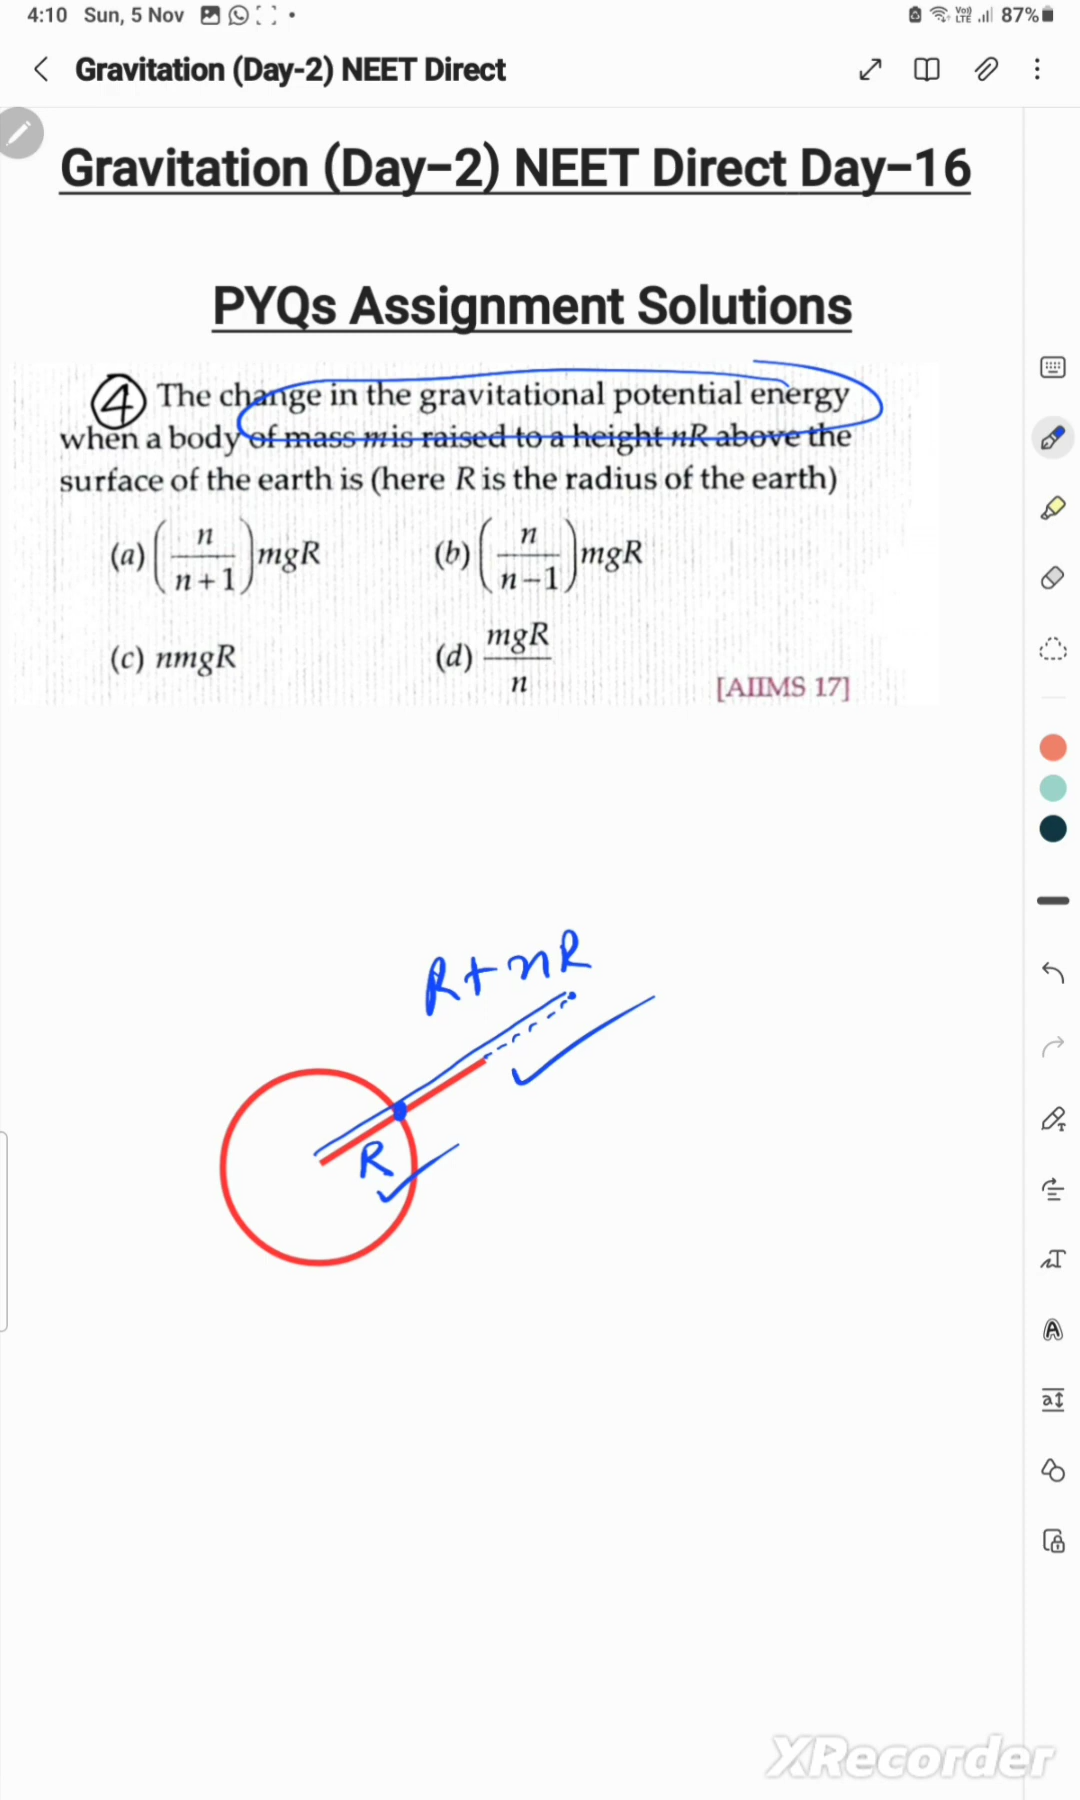 4:10 Sun, 5 Nov
87%
Gravitation (Day-2) NEET Direct
Gravitation (Day-2) NEET Direct Day-16
PYQs Assignment Solutions
4 The change in the gravitational potential energy
when a body of mass m is raised to a height nR above the
surface of the earth is (here R is the radius of the earth)
(a) (n/(n+1)) mgR (b) (n/(n-1)) mgR
(c) nmgR (d) mgR/n
[AIIMS 17]
R+nR
R
XRecorder